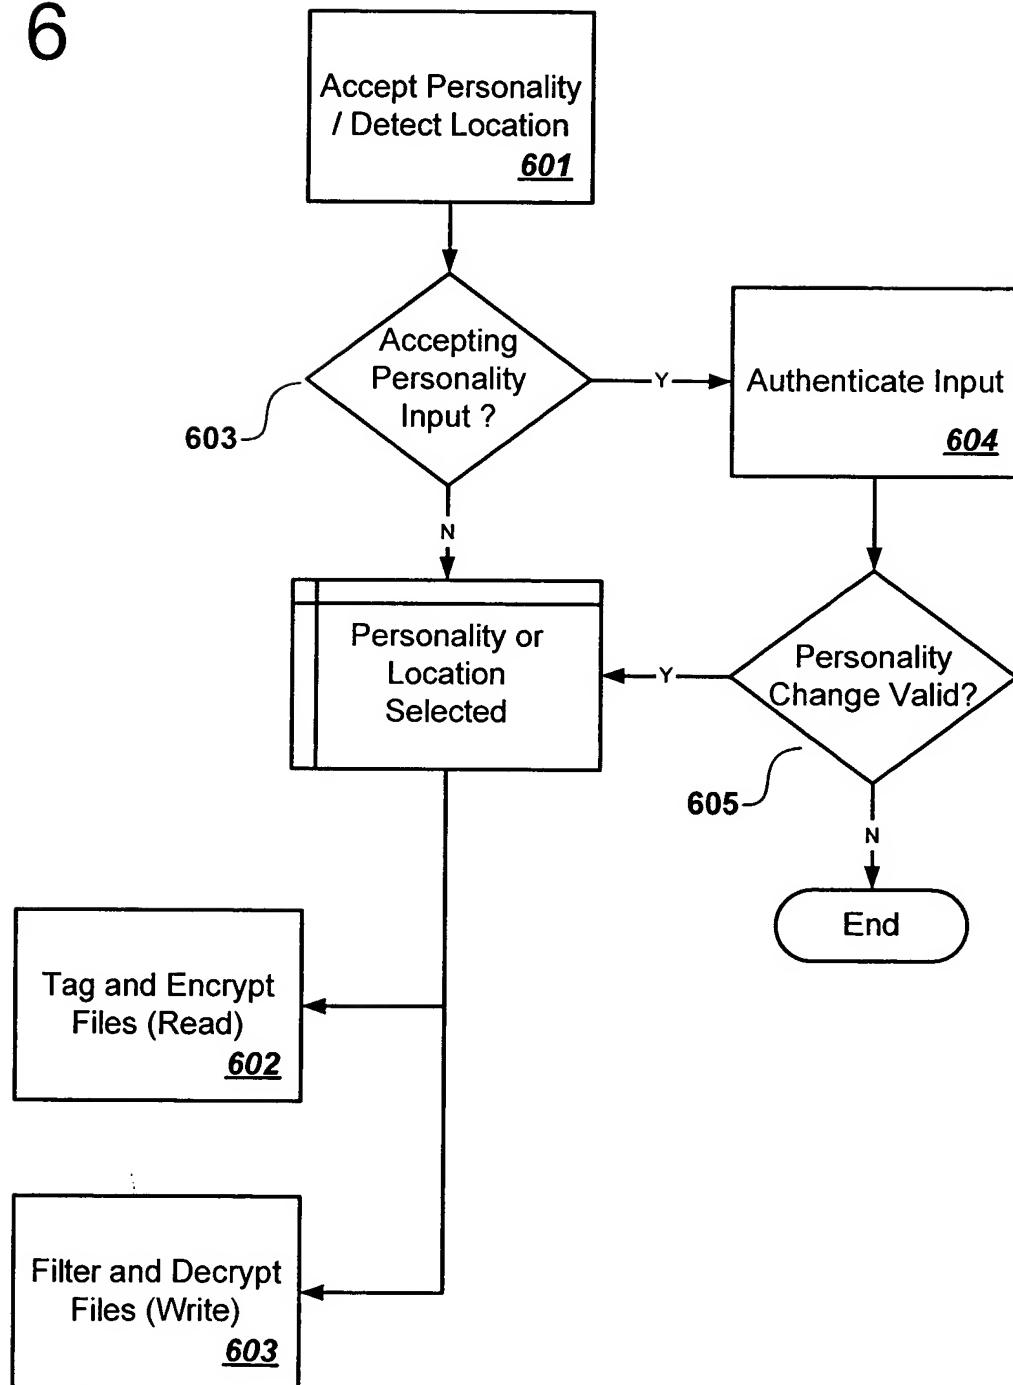 6
Accept Personality
/ Detect Location
601
Accepting
Personality
Input ?
603
Y
Authenticate Input
604
N
Personality or
Location
Selected
Y
Personality
Change Valid?
605
N
End
Tag and Encrypt
Files (Read)
602
Filter and Decrypt
Files (Write)
603